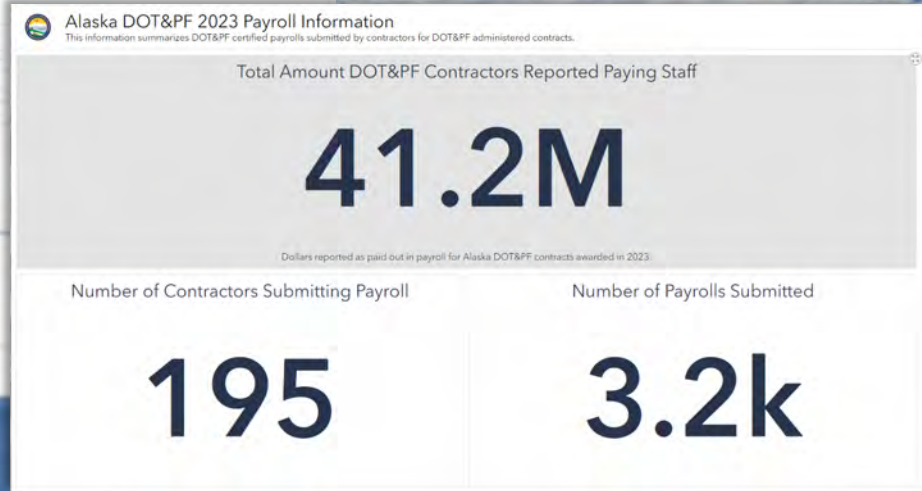 Alaska DOT&PF 2023 Payroll Information
This information summarizes DOT&PF certified payrolls submitted by contractors for DOT&PF administered contracts.
Total Amount DOT&PF Contractors Reported Paying Staff
41.2M
Dollars reported as paid out in payroll for Alaska DOT&PF contracts awarded in 2023.
Number of Contractors Submitting Payroll
Number of Payrolls Submitted
195
3.2k